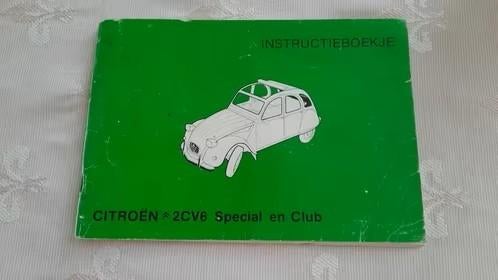 INSTRUCTIEBOEKJE
CITROËN 2CV6 Special en Club